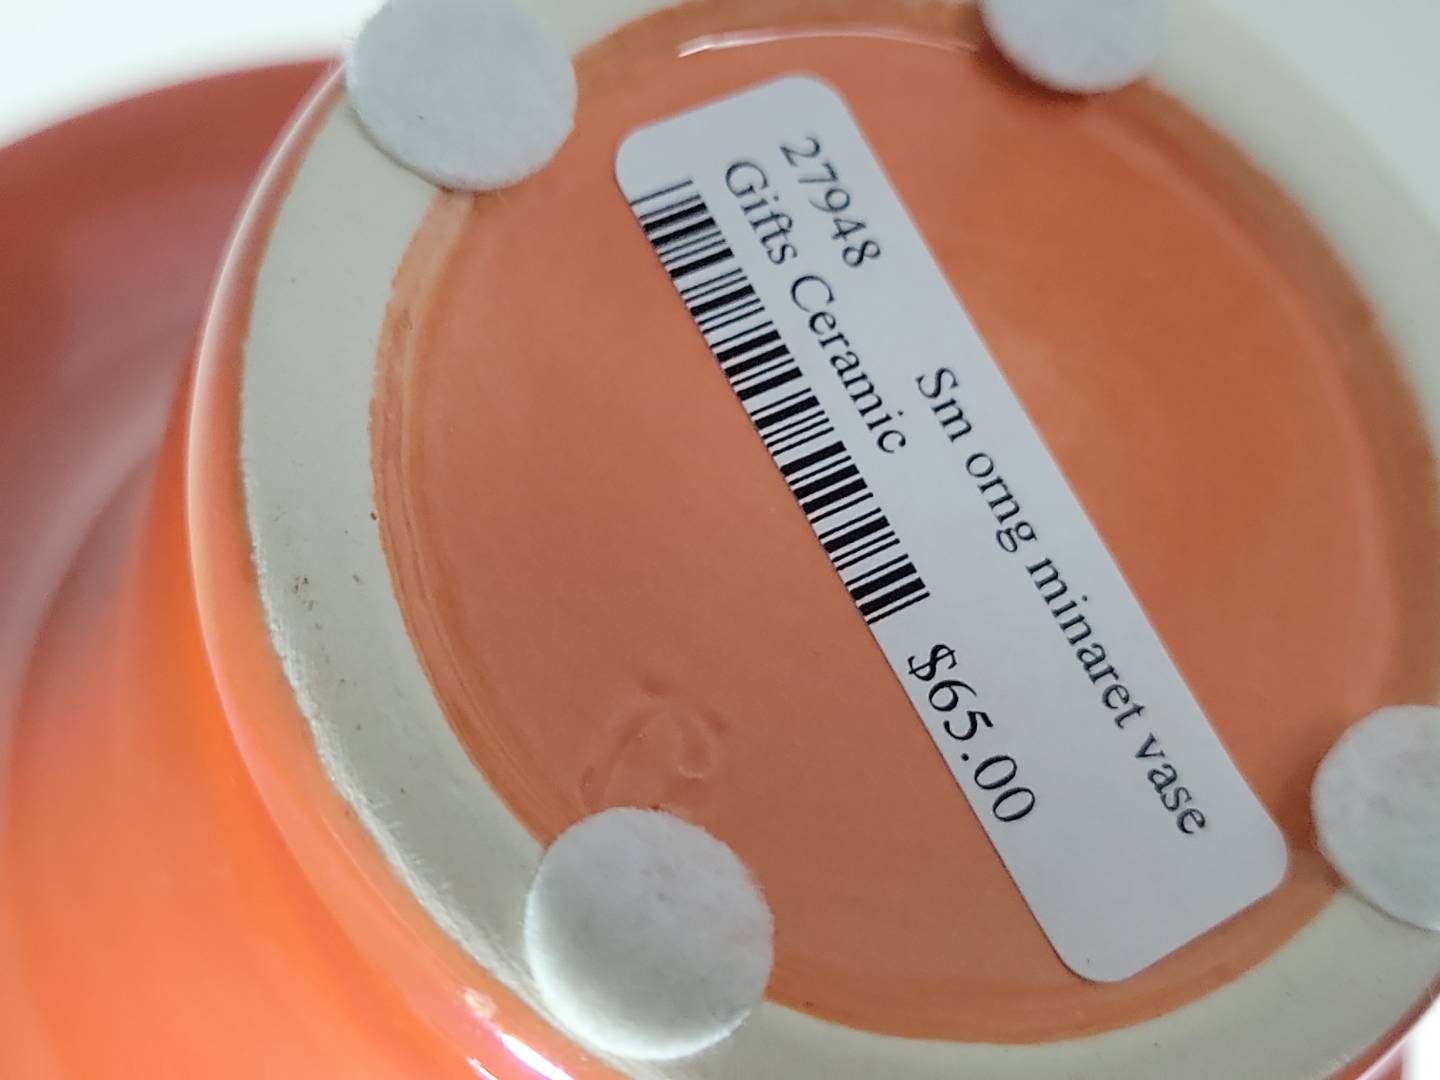 27948
Sm orng minaret vase
Gifts Ceramic
$65.00